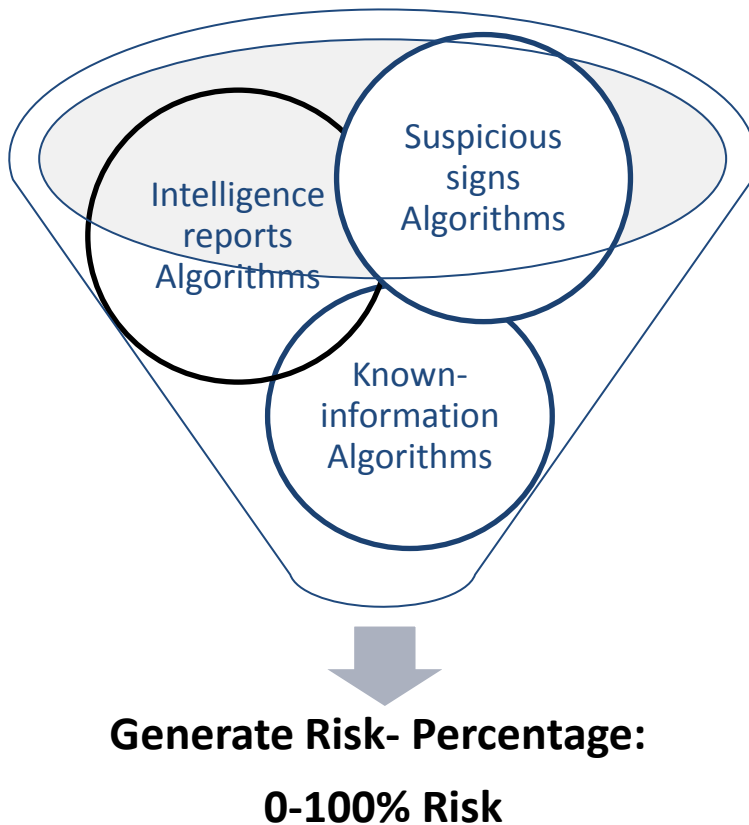 Suspicious
signs
Algorithms
Intelligence
reports
Algorithms
Known-
information
Algorithms
Generate Risk- Percentage:
0-100% Risk